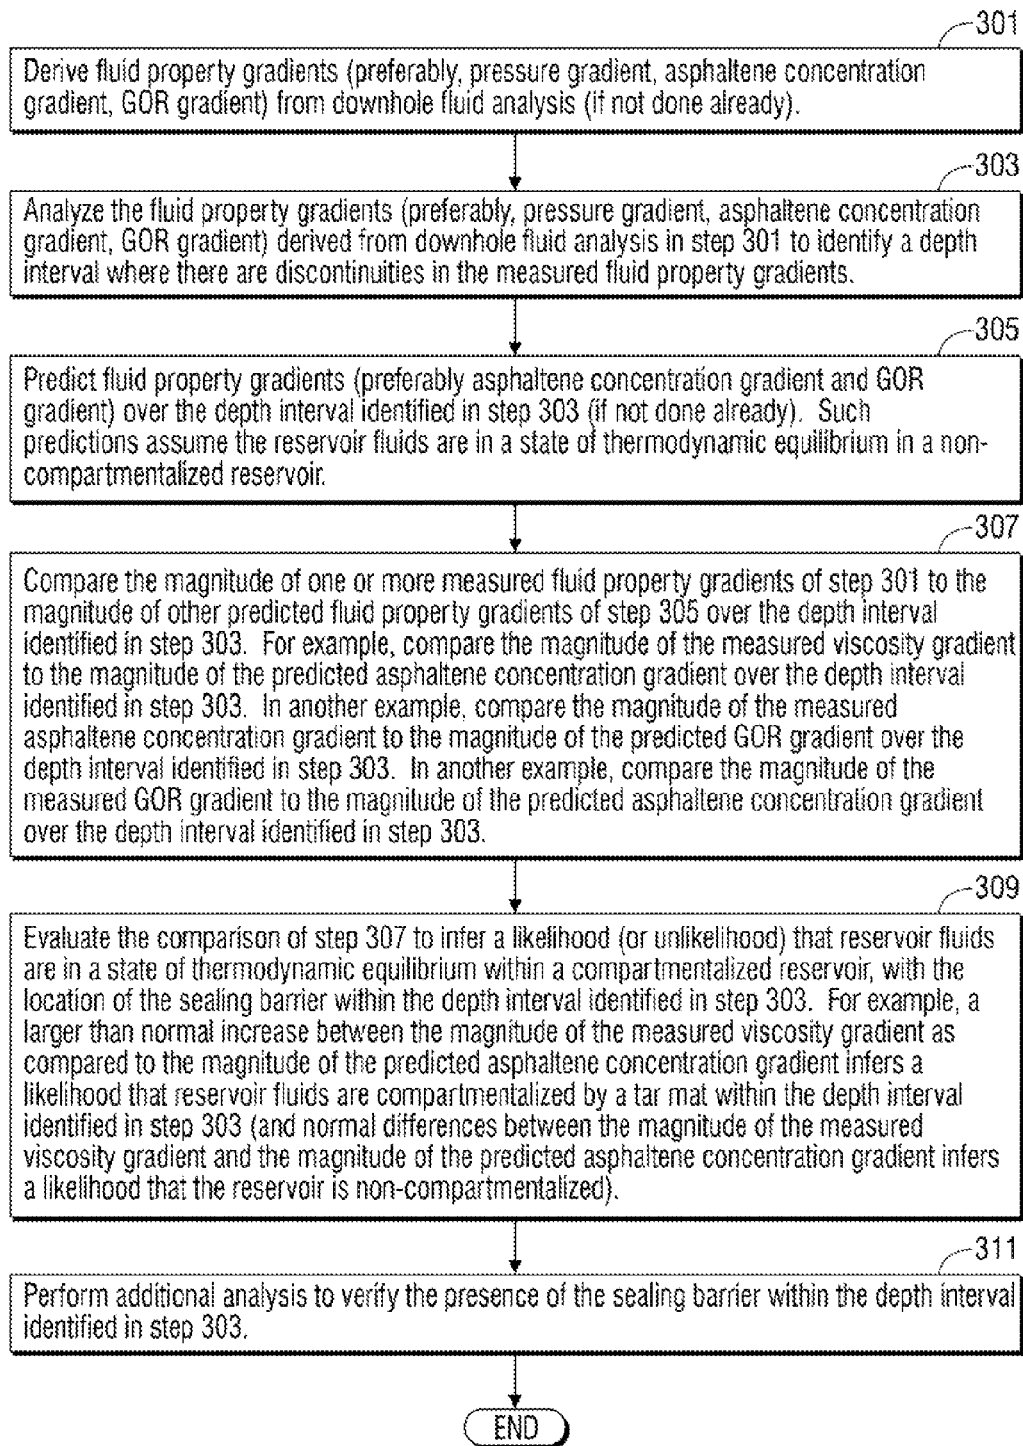 301
Derive fluid property gradients (preferably, pressure gradient, asphaltene concentration
gradient, GOR gradient) from downhole fluid analysis (if not done already).
303
Analyze the fluid property gradients (preferably, pressure gradient, asphaltene concentration
gradient, GOR gradient) derived from downhole fluid analysis in step 301 to identify a depth
interval where there are discontinuities in the measured fluid property gradients.
305
Predict fluid property gradients (preferably asphaltene concentration gradient and GOR
gradient) over the depth interval identified in step 303 (if not done already). Such
predictions assume the reservoir fluids are in a state of thermodynamic equilibrium in a non-
compartmentalized reservoir.
307
Compare the magnitude of one or more measured fluid property gradients of step 301 to the
magnitude of other predicted fluid property gradients of step 305 over the depth interval
identified in step 303. For example, compare the magnitude of the measured viscosity gradient
to the magnitude of the predicted asphaltene concentration gradient over the depth interval
identified in step 303. In another example, compare the magnitude of the measured
asphaltene concentration gradient to the magnitude of the predicted GOR gradient over the
depth interval identified in step 303. In another example, compare the magnitude of the
measured GOR gradient to the magnitude of the predicted asphaltene concentration gradient
over the depth interval identified in step 303.
309
Evaluate the comparison of step 307 to infer a likelihood (or unlikelihood) that reservoir fluids
are in a state of thermodynamic equilibrium within a compartmentalized reservoir, with the
location of the sealing barrier within the depth interval identified in step 303. For example, a
larger than normal increase between the magnitude of the measured viscosity gradient as
compared to the magnitude of the predicted asphaltene concentration gradient infers a
likelihood that reservoir fluids are compartmentalized by a tar mat within the depth interval
identified in step 303 (and normal differences between the magnitude of the measured
viscosity gradient and the magnitude of the predicted asphaltene concentration gradient infers
a likelihood that the reservoir is non-compartmentalized).
311
Perform additional analysis to verify the presence of the sealing barrier within the depth interval
identified in step 303.
END